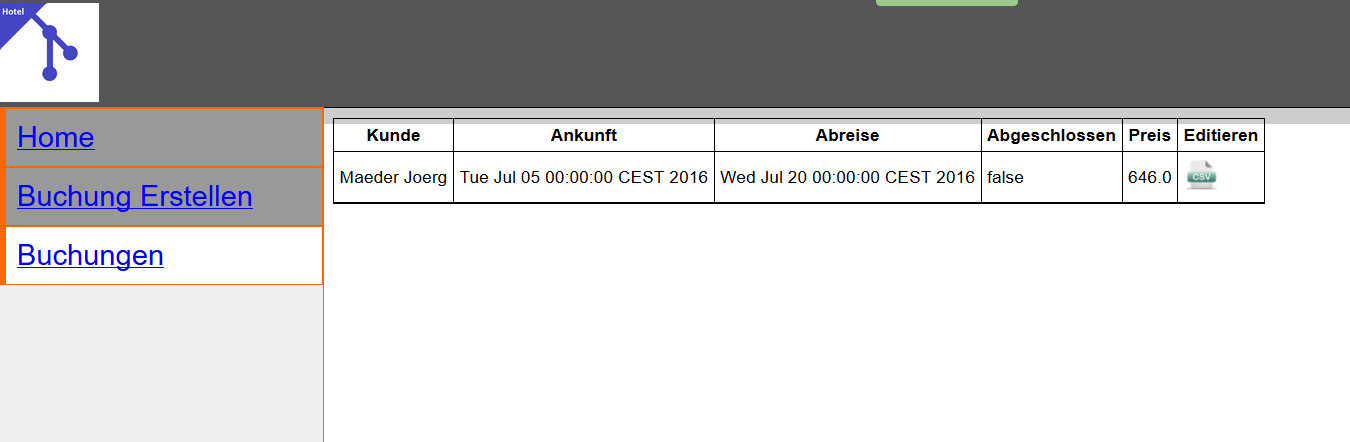 Hotel
Home
Buchung Erstellen
Buchungen
Kunde Ankunft Abreise Abgeschlossen Preis Editieren
Maeder Joerg Tue Jul 05 00:00:00 CEST 2016 Wed Jul 20 00:00:00 CEST 2016 false 646.0 CSV